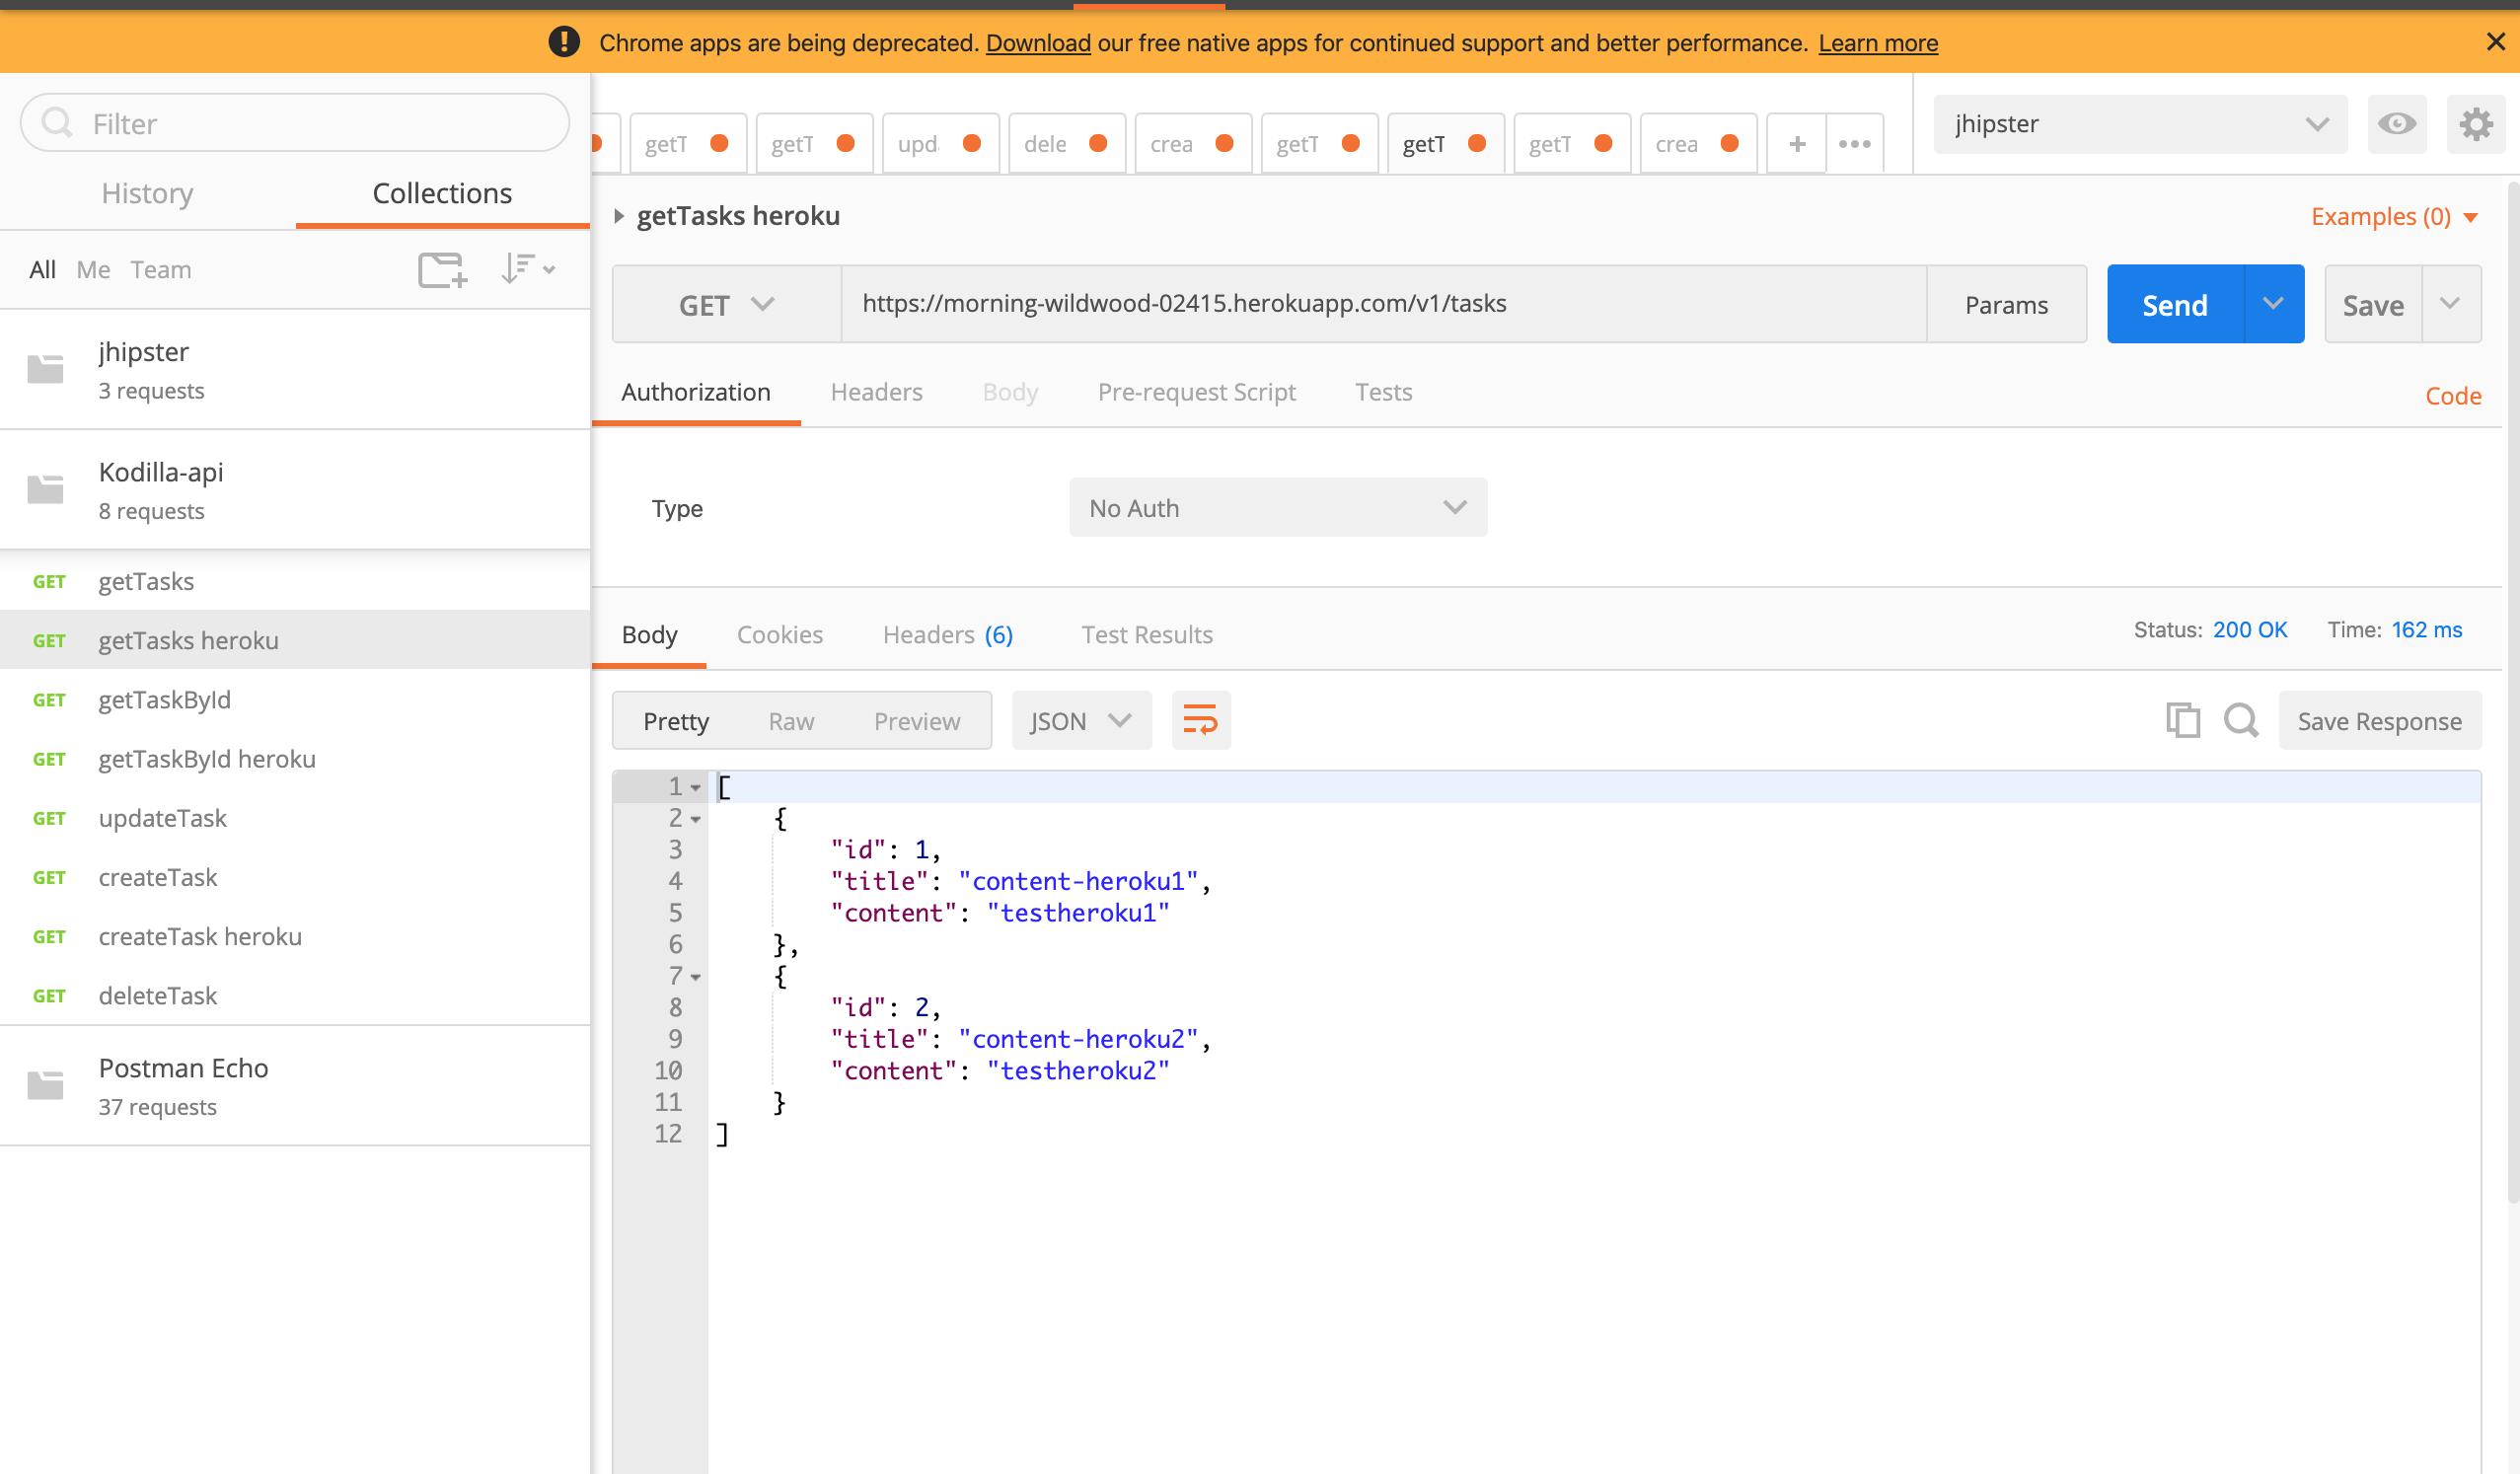 ! Chrome apps are being deprecated. Download our free native apps for continued support and better performance. Learn more
Filter
History Collections
All Me Team
jhipster
3 requests
Kodilla-api
8 requests
GET getTasks
GET getTasks heroku
GET getTaskById
GET getTaskById heroku
GET updateTask
GET createTask
GET createTask heroku
GET deleteTask
Postman Echo
37 requests
getT getT upd dele crea getT getT getT crea + •••
jhipster
getTasks heroku
Examples (0)
GET https://morning-wildwood-02415.herokuapp.com/v1/tasks Params Send Save
Authorization Headers Body Pre-request Script Tests Code
Type No Auth
Body Cookies Headers (6) Test Results Status: 200 OK Time: 162 ms
Pretty Raw Preview JSON Save Response
1 [
2 {
3 "id": 1,
4 "title": "content-heroku1",
5 "content": "testheroku1"
6 },
7 {
8 "id": 2,
9 "title": "content-heroku2",
10 "content": "testheroku2"
11 }
12 ]